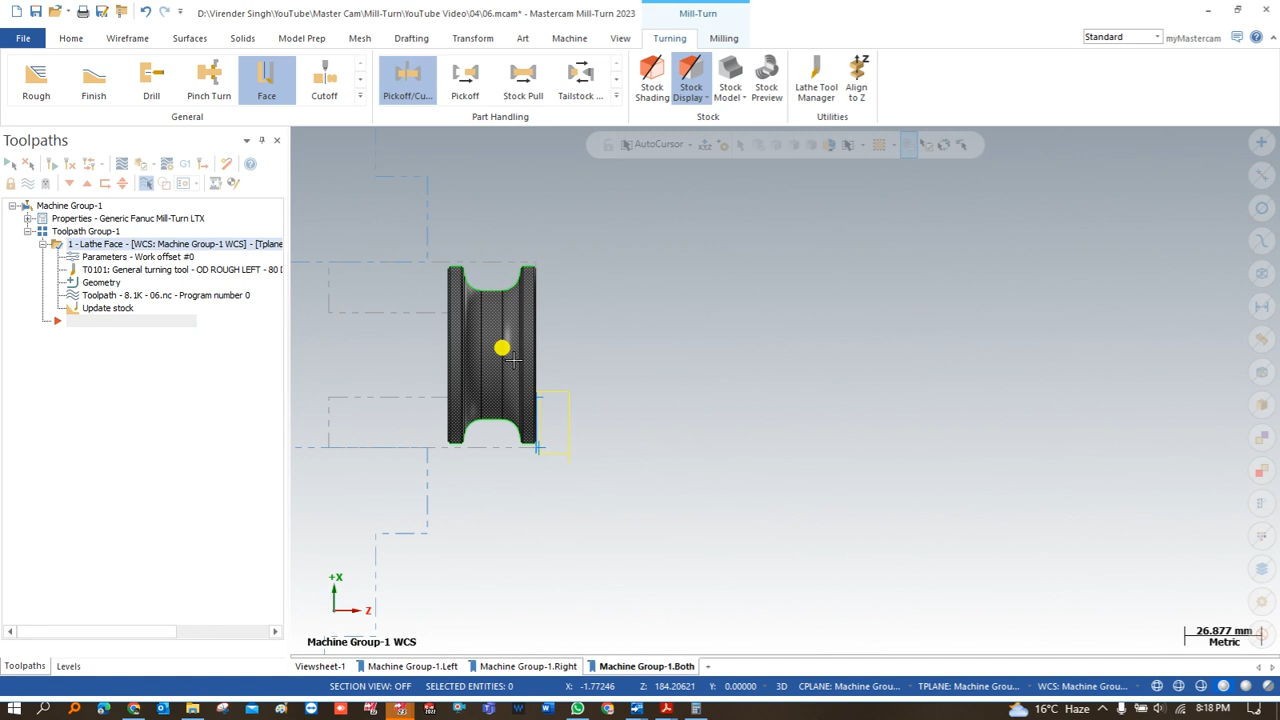 D:\Virender Singh\YouTube\Master Cam\Mill-Turn\YouTube Video\04\06.mcam* - Mastercam Mill-Turn 2023
Mill-Turn
File Home Wireframe Surfaces Solids Model Prep Mesh Drafting Transform Art Machine View Turning Milling
Standard
myMastercam
Rough Finish Drill Pinch Turn Face Cutoff
Pickoff/Cu... Pickoff Stock Pull Tailstock ...
Stock Shading
Stock Display
Stock Model
Stock Preview
Lathe Tool Manager
Align to Z
General Part Handling Stock Utilities
Toolpaths
AutoCursor
G1
Machine Group-1
Properties - Generic Fanuc Mill-Turn LTX
Toolpath Group-1
1 - Lathe Face - [WCS: Machine Group-1 WCS] - [Tplane
Parameters - Work offset #0
T0101: General turning tool - OD ROUGH LEFT - 80 D
Geometry
Toolpath - 8.1K - 06.nc - Program number 0
Update stock
+X
Z
Machine Group-1 WCS
26.877 mm
Metric
Toolpaths Levels
Viewsheet-1 Machine Group-1.Left Machine Group-1.Right Machine Group-1.Both +
SECTION VIEW: OFF SELECTED ENTITIES: 0 X: -1.77246 Z: 184.20621 Y: 0.00000 3D CPLANE: Machine Grou... TPLANE: Machine Grou... WCS: Machine Grou...
16°C Haze ENG 8:18 PM